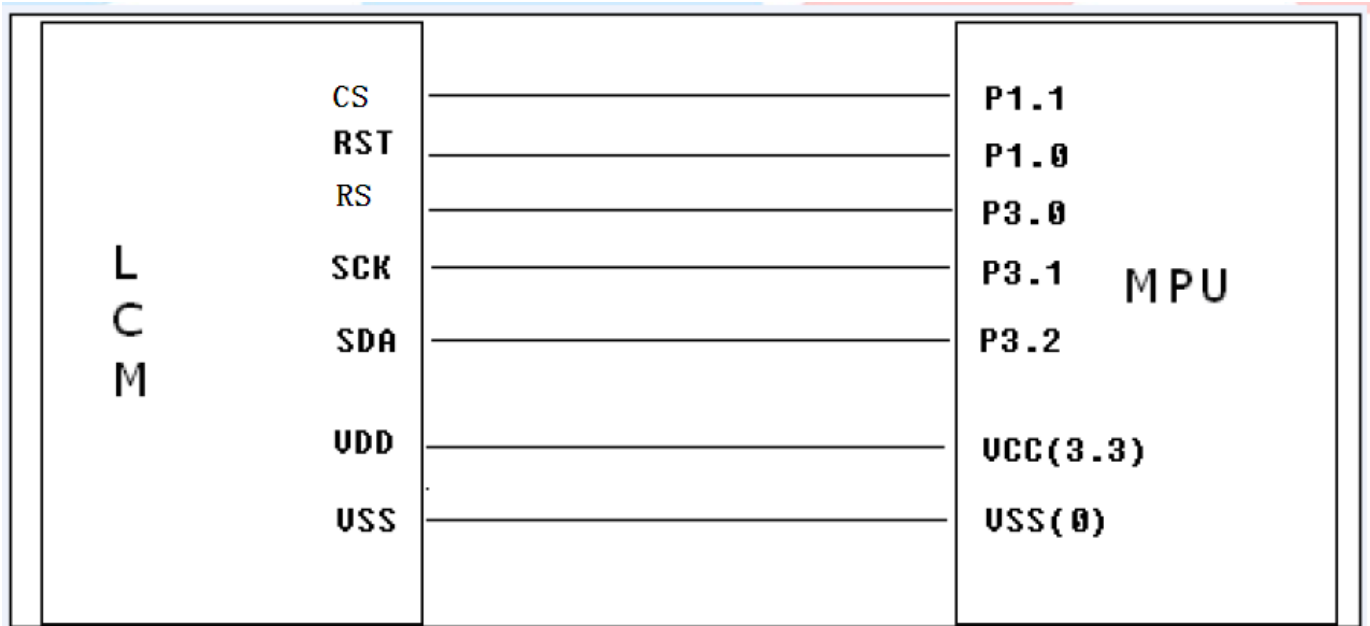 CS P1.1
RST P1.0
RS P3.0
L SCK P3.1 MPU
C
SDA P3.2
M
VDD VCC(3.3)
VSS VSS(0)